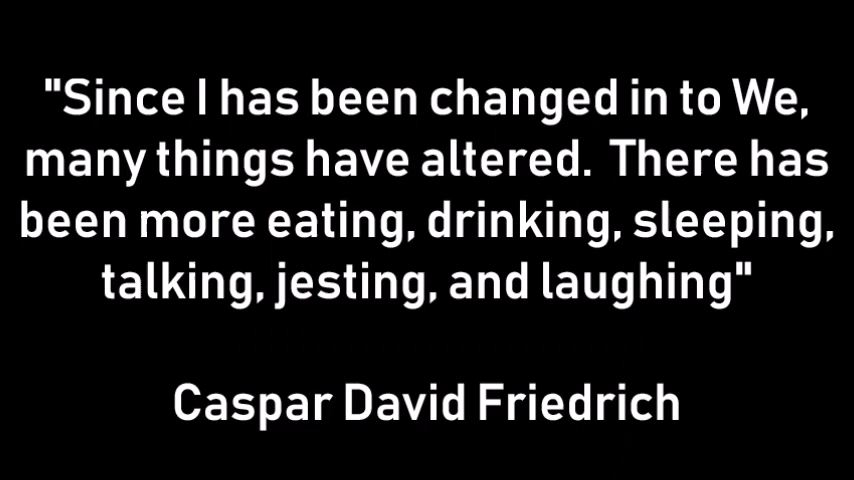 "Since I has been changed in to We,
many things have altered.  There has
been more eating, drinking, sleeping,
talking, jesting, and laughing"
Caspar David Friedrich